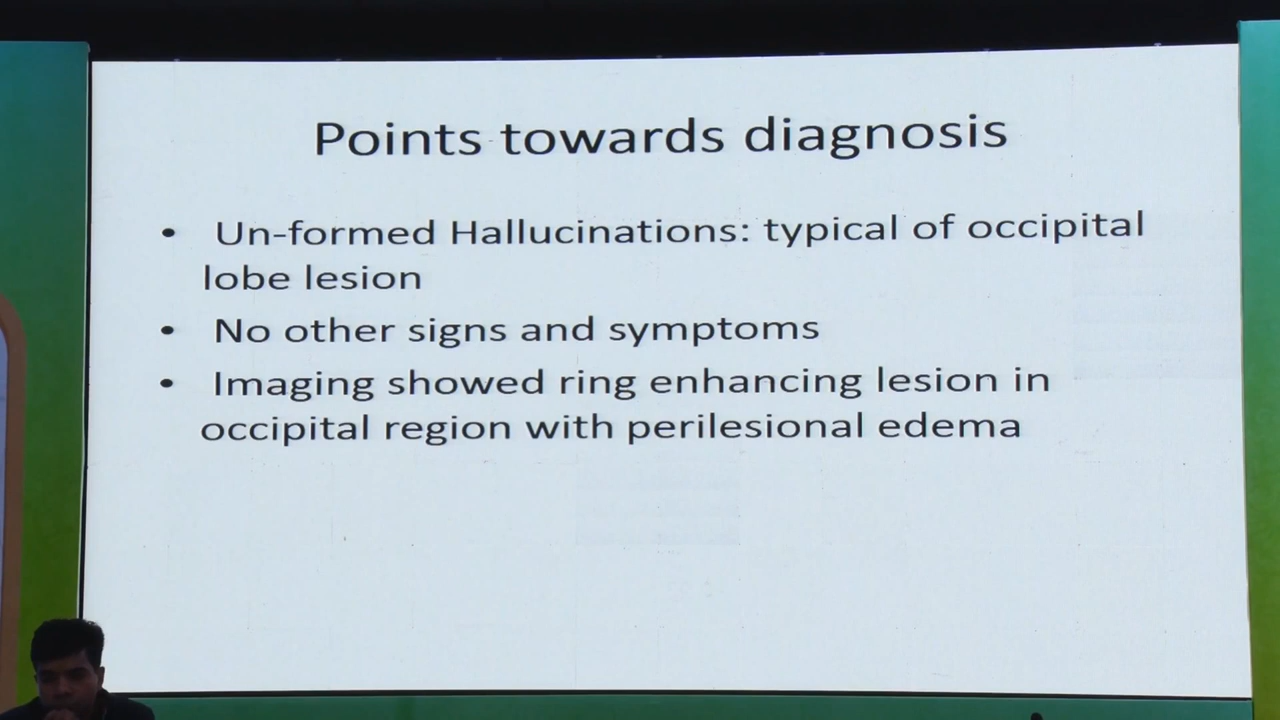 Points towards diagnosis
• Un-formed Hallucinations: typical of occipital
lobe lesion
• No other signs and symptoms
• Imaging showed ring enhancing lesion in
occipital region with perilesional edema